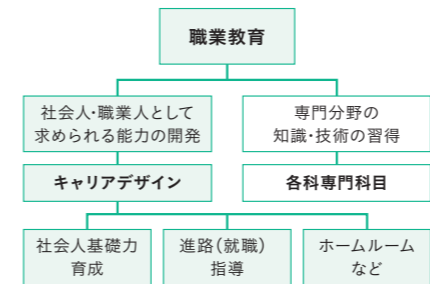 職業教育
社会人・職業人として
求められる能力の開発
専門分野の
知識・技術の習得
キャリアデザイン
各科専門科目
社会人基礎力
育成
進路(就職)
指導
ホームルーム
など